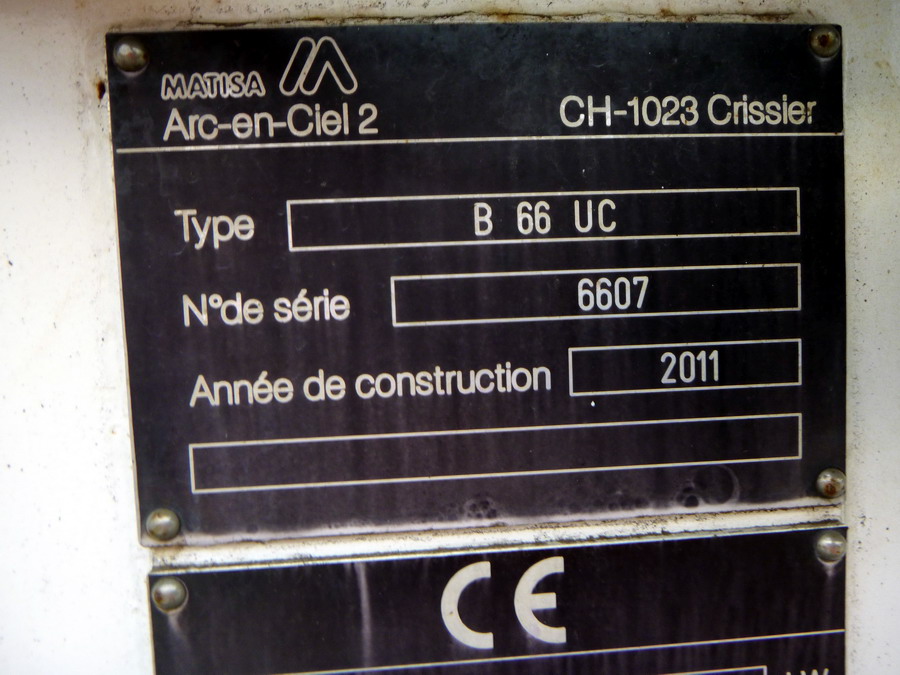 MATISA
Arc-en-Ciel 2 CH-1023 Crissier
Type B 66 UC
N° de série 6607
Année de construction 2011
CE